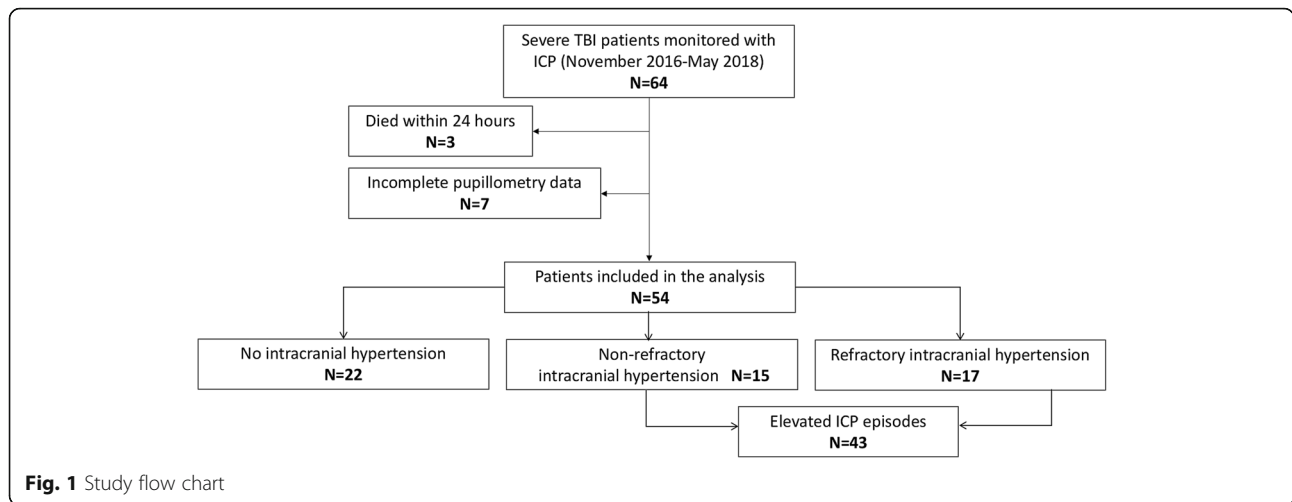 Severe TBI patients monitored with
ICP (November 2016-May 2018)
N=64
Died within 24 hours
N=3
Incomplete pupillometry data
N=7
Patients included in the analysis
N=54
No intracranial hypertension
N=22
Non-refractory
intracranial hypertension N=15
Refractory intracranial hypertension
N=17
Elevated ICP episodes
N=43
Fig. 1 Study flow chart